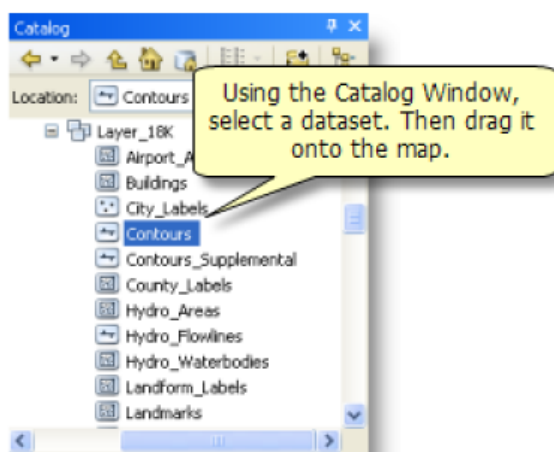 Catalog
Location: Contours
Using the Catalog Window,
select a dataset. Then drag it
onto the map.
Layer_18K
Airport_A
Buildings
City_Labels
Contours
Contours_Supplemental
County_Labels
Hydro_Areas
Hydro_Flowlines
Hydro_Waterbodies
Landform_Labels
Landmarks